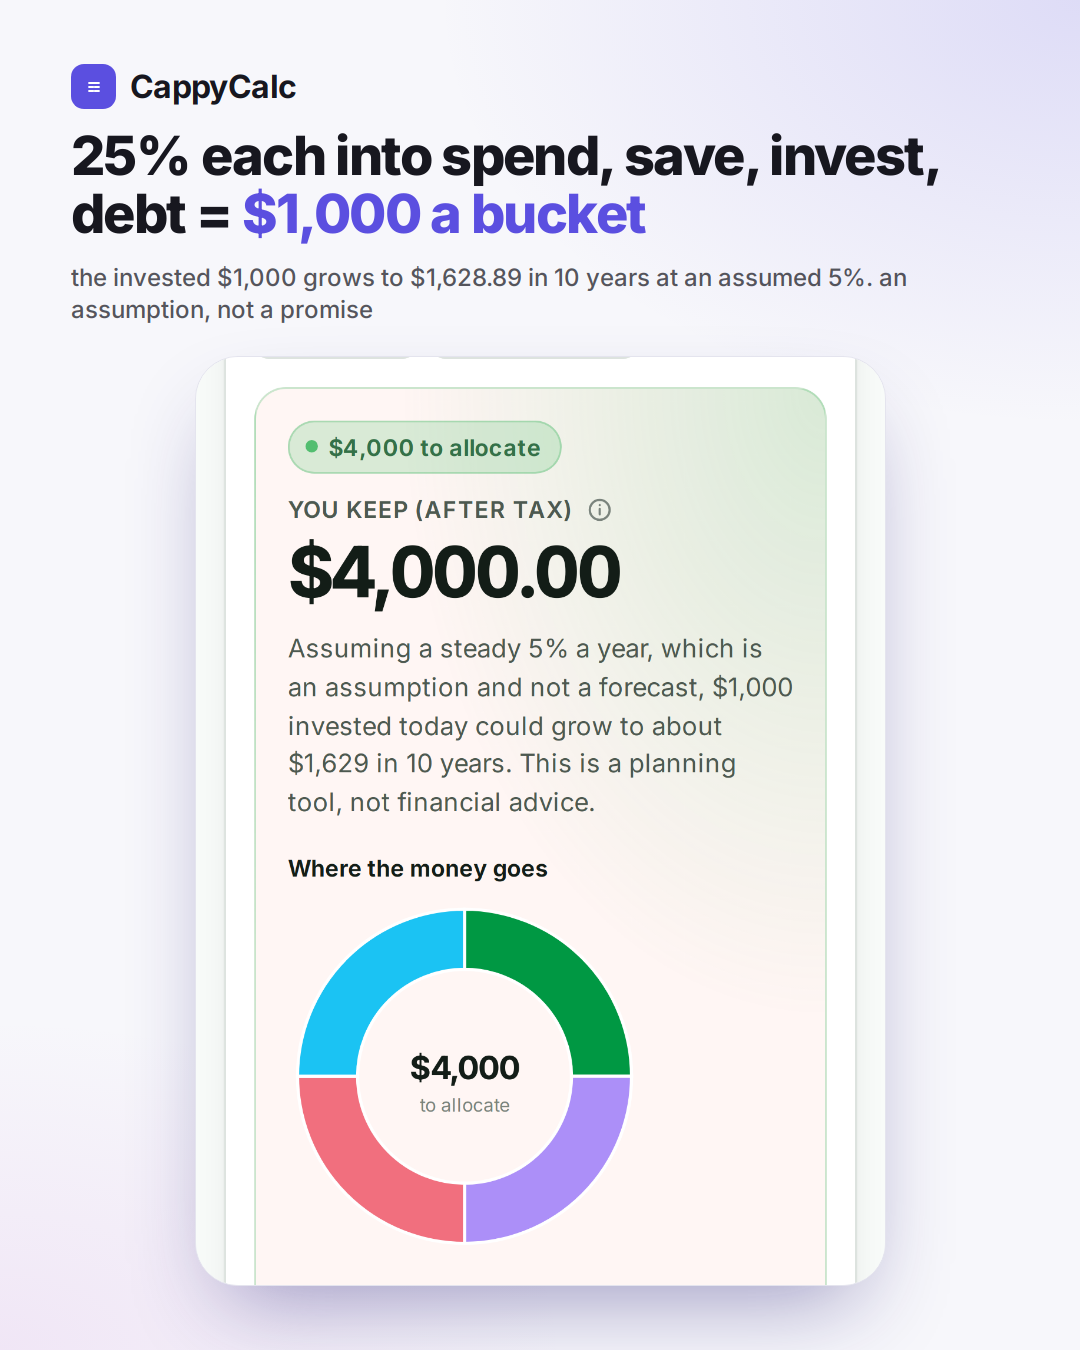 CappyCalc
25% each into spend, save, invest,
debt = $1,000 a bucket
the invested $1,000 grows to $1,628.89 in 10 years at an assumed 5%. an
assumption, not a promise
$4,000 to allocate
YOU KEEP (AFTER TAX)
$4,000.00
Assuming a steady 5% a year, which is
an assumption and not a forecast, $1,000
invested today could grow to about
$1,629 in 10 years. This is a planning
tool, not financial advice.
Where the money goes
$4,000
to allocate